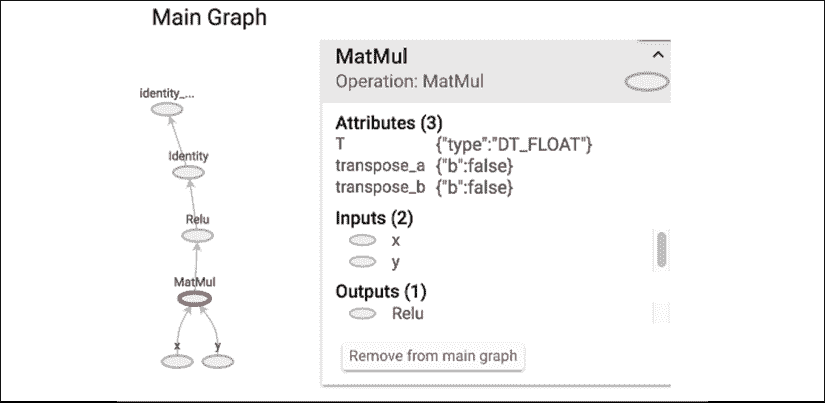 Main Graph
identity_...
Identity
Relu
MatMul
x
y
MatMul
Operation: MatMul
Attributes (3)
T {"type":"DT_FLOAT"}
transpose_a {"b":false}
transpose_b {"b":false}
Inputs (2)
x
y
Outputs (1)
Relu
Remove from main graph